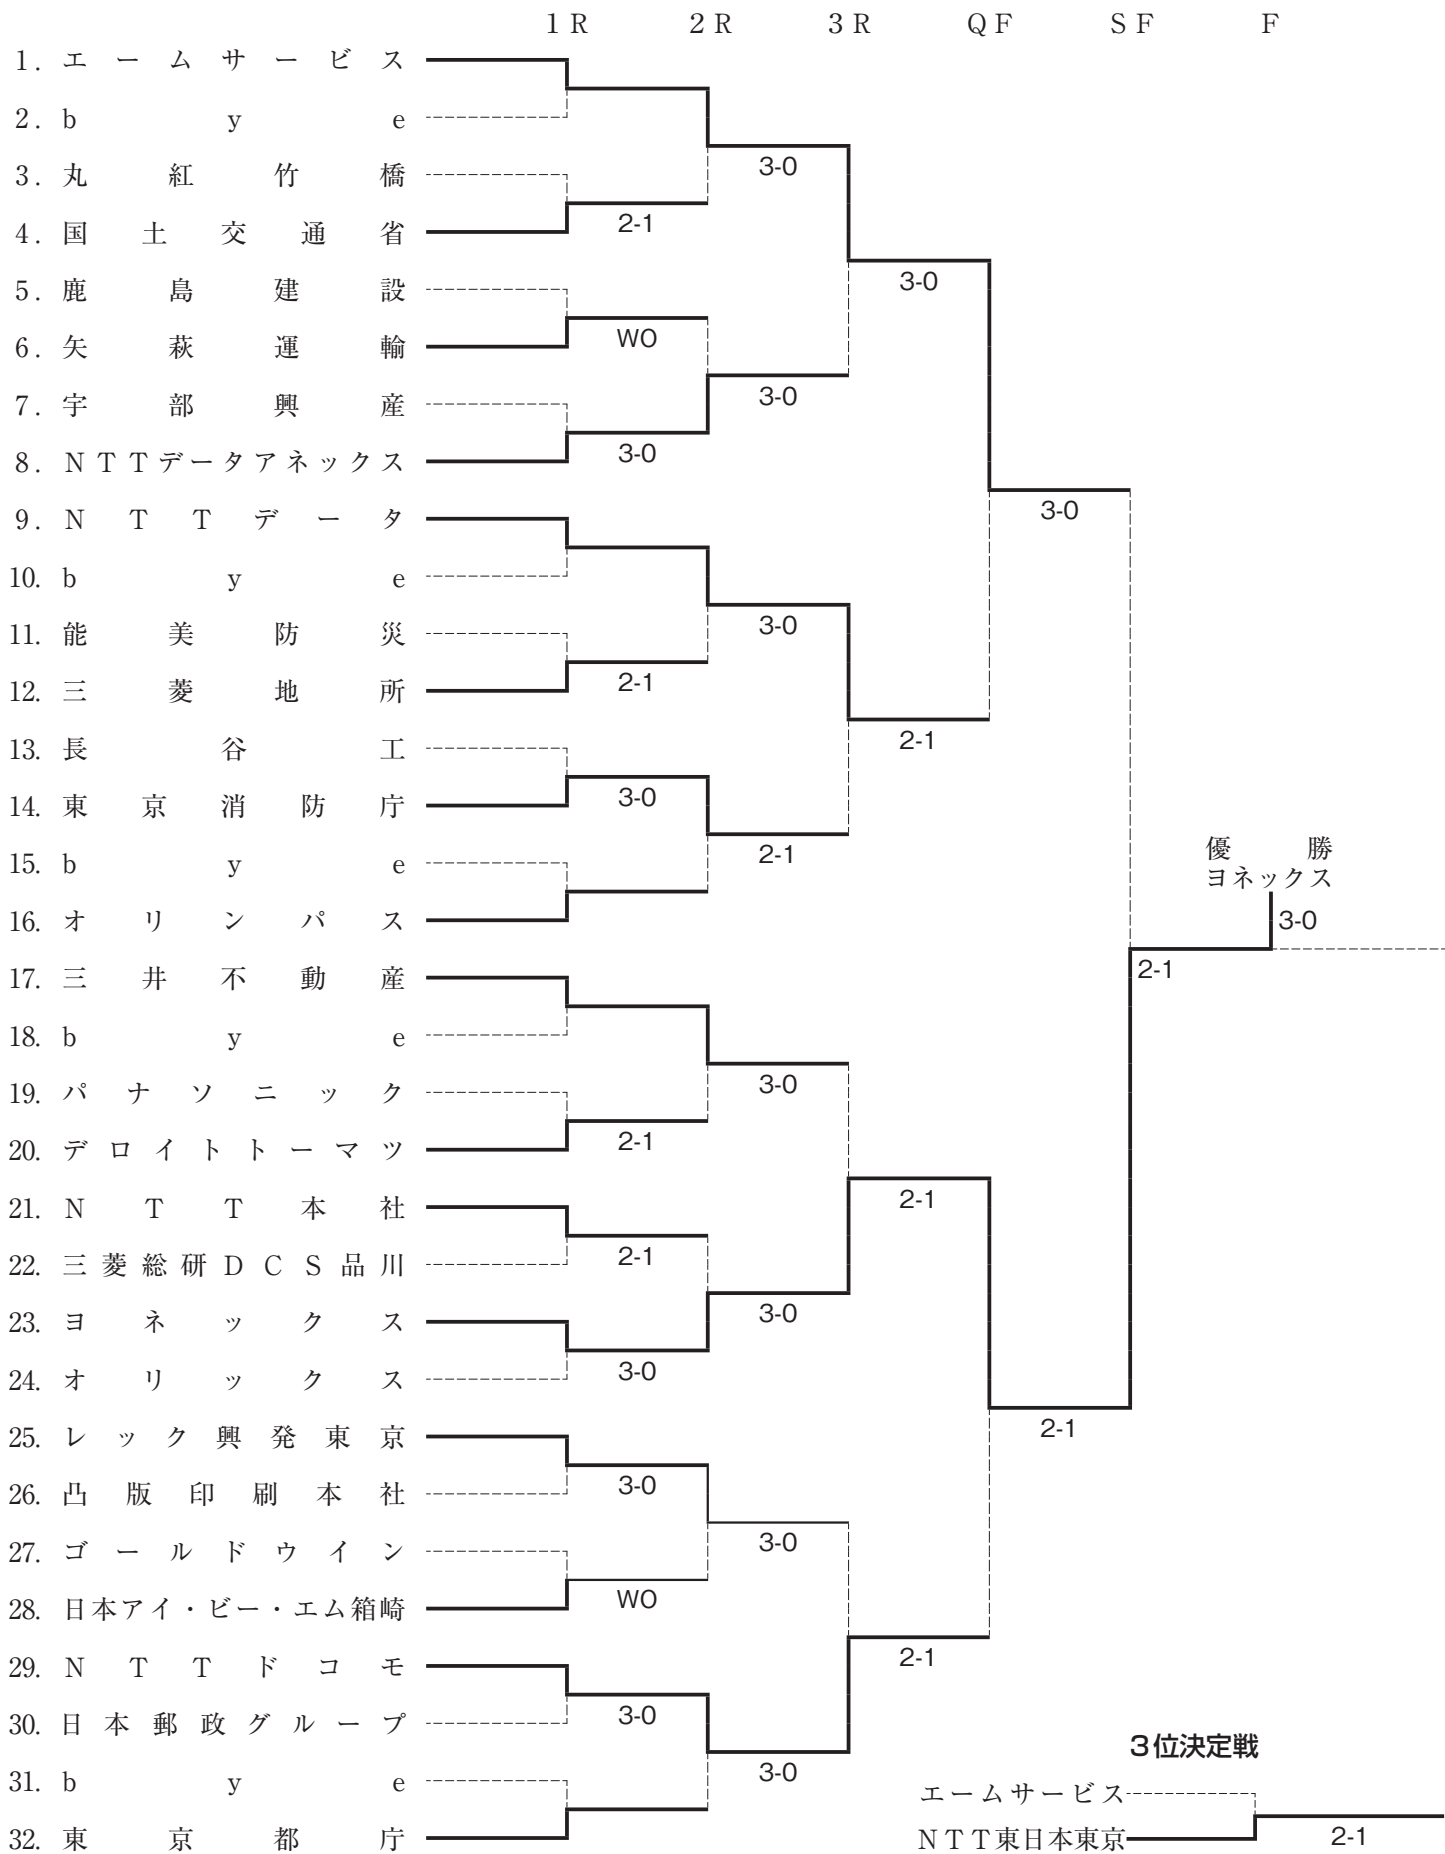 1R 2R 3R QF SF F
1. エームサービス
2. bye
3. 丸紅竹橋
3-0
4. 国土交通省
2-1
5. 鹿島建設
3-0
6. 矢萩運輸
WO
7. 宇部興産
3-0
8. NTTデータアネックス
3-0
9. NTTデータ
3-0
10. bye
11. 能美防災
3-0
12. 三菱地所
2-1
13. 長谷工
2-1
14. 東京消防庁
3-0
15. bye
2-1
優勝
ヨネックス
16. オリンパス
3-0
17. 三井不動産
2-1
18. bye
19. パナソニック
3-0
20. デロイトトーマツ
2-1
21. NTT本社
2-1
22. 三菱総研DCS品川
2-1
23. ヨネックス
3-0
24. オリックス
3-0
25. レック興発東京
2-1
26.凸版印刷本社
3-0
27. ゴールドウイン
3-0
28. 日本アイ・ビー・エム箱崎
WO
29. NTTドコモ
2-1
30. 日本郵政グループ
3-0
3位決定戦
31. bye
3-0
エームサービス
32. 東京都庁
NTT東日本東京
2-1